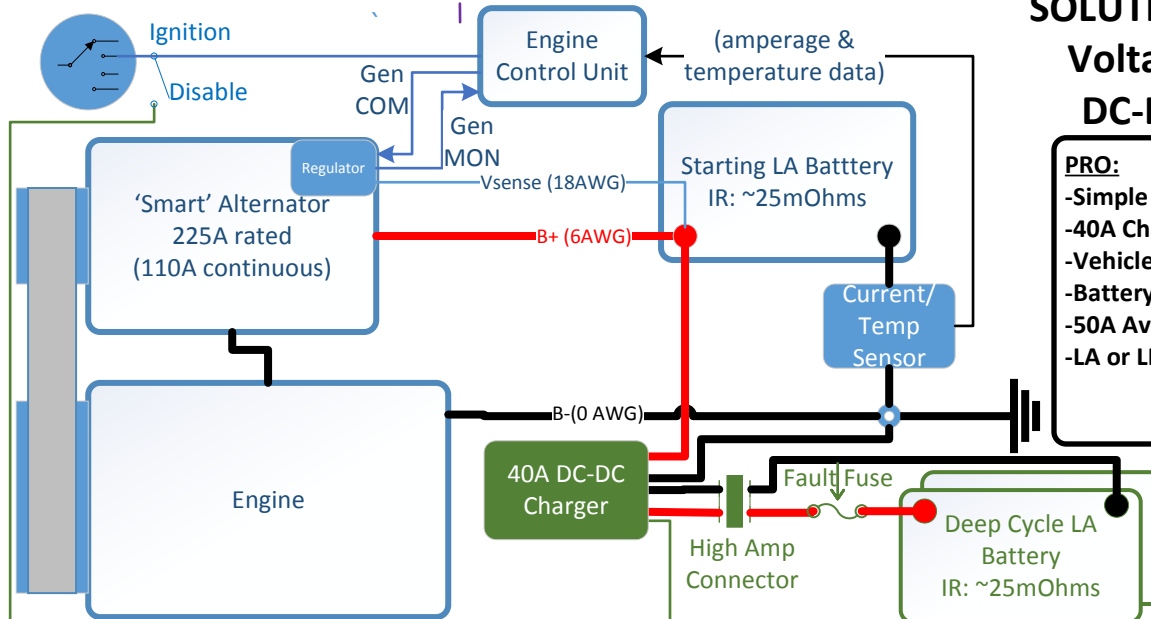 SOLUTI
Volta
DC-
Ignition
Disable
Engine
Control Unit
(amperage &
temperature data)
Gen
COM
Gen
MON
Regulator
Vsense (18AWG)
'Smart' Alternator
225A rated
(110A continuous)
B+ (6AWG)
Starting LA Batttery
IR: ~25mOhms
Current/
Temp
Sensor
PRO:
-Simple
-40A Ch
-Vehicle
-Battery
-50A Av
-LA or L
B-(0 AWG)
Engine
40A DC-DC
Charger
High Amp
Connector
Fault Fuse
Deep Cycle LA
Battery
IR: ~25mOhms